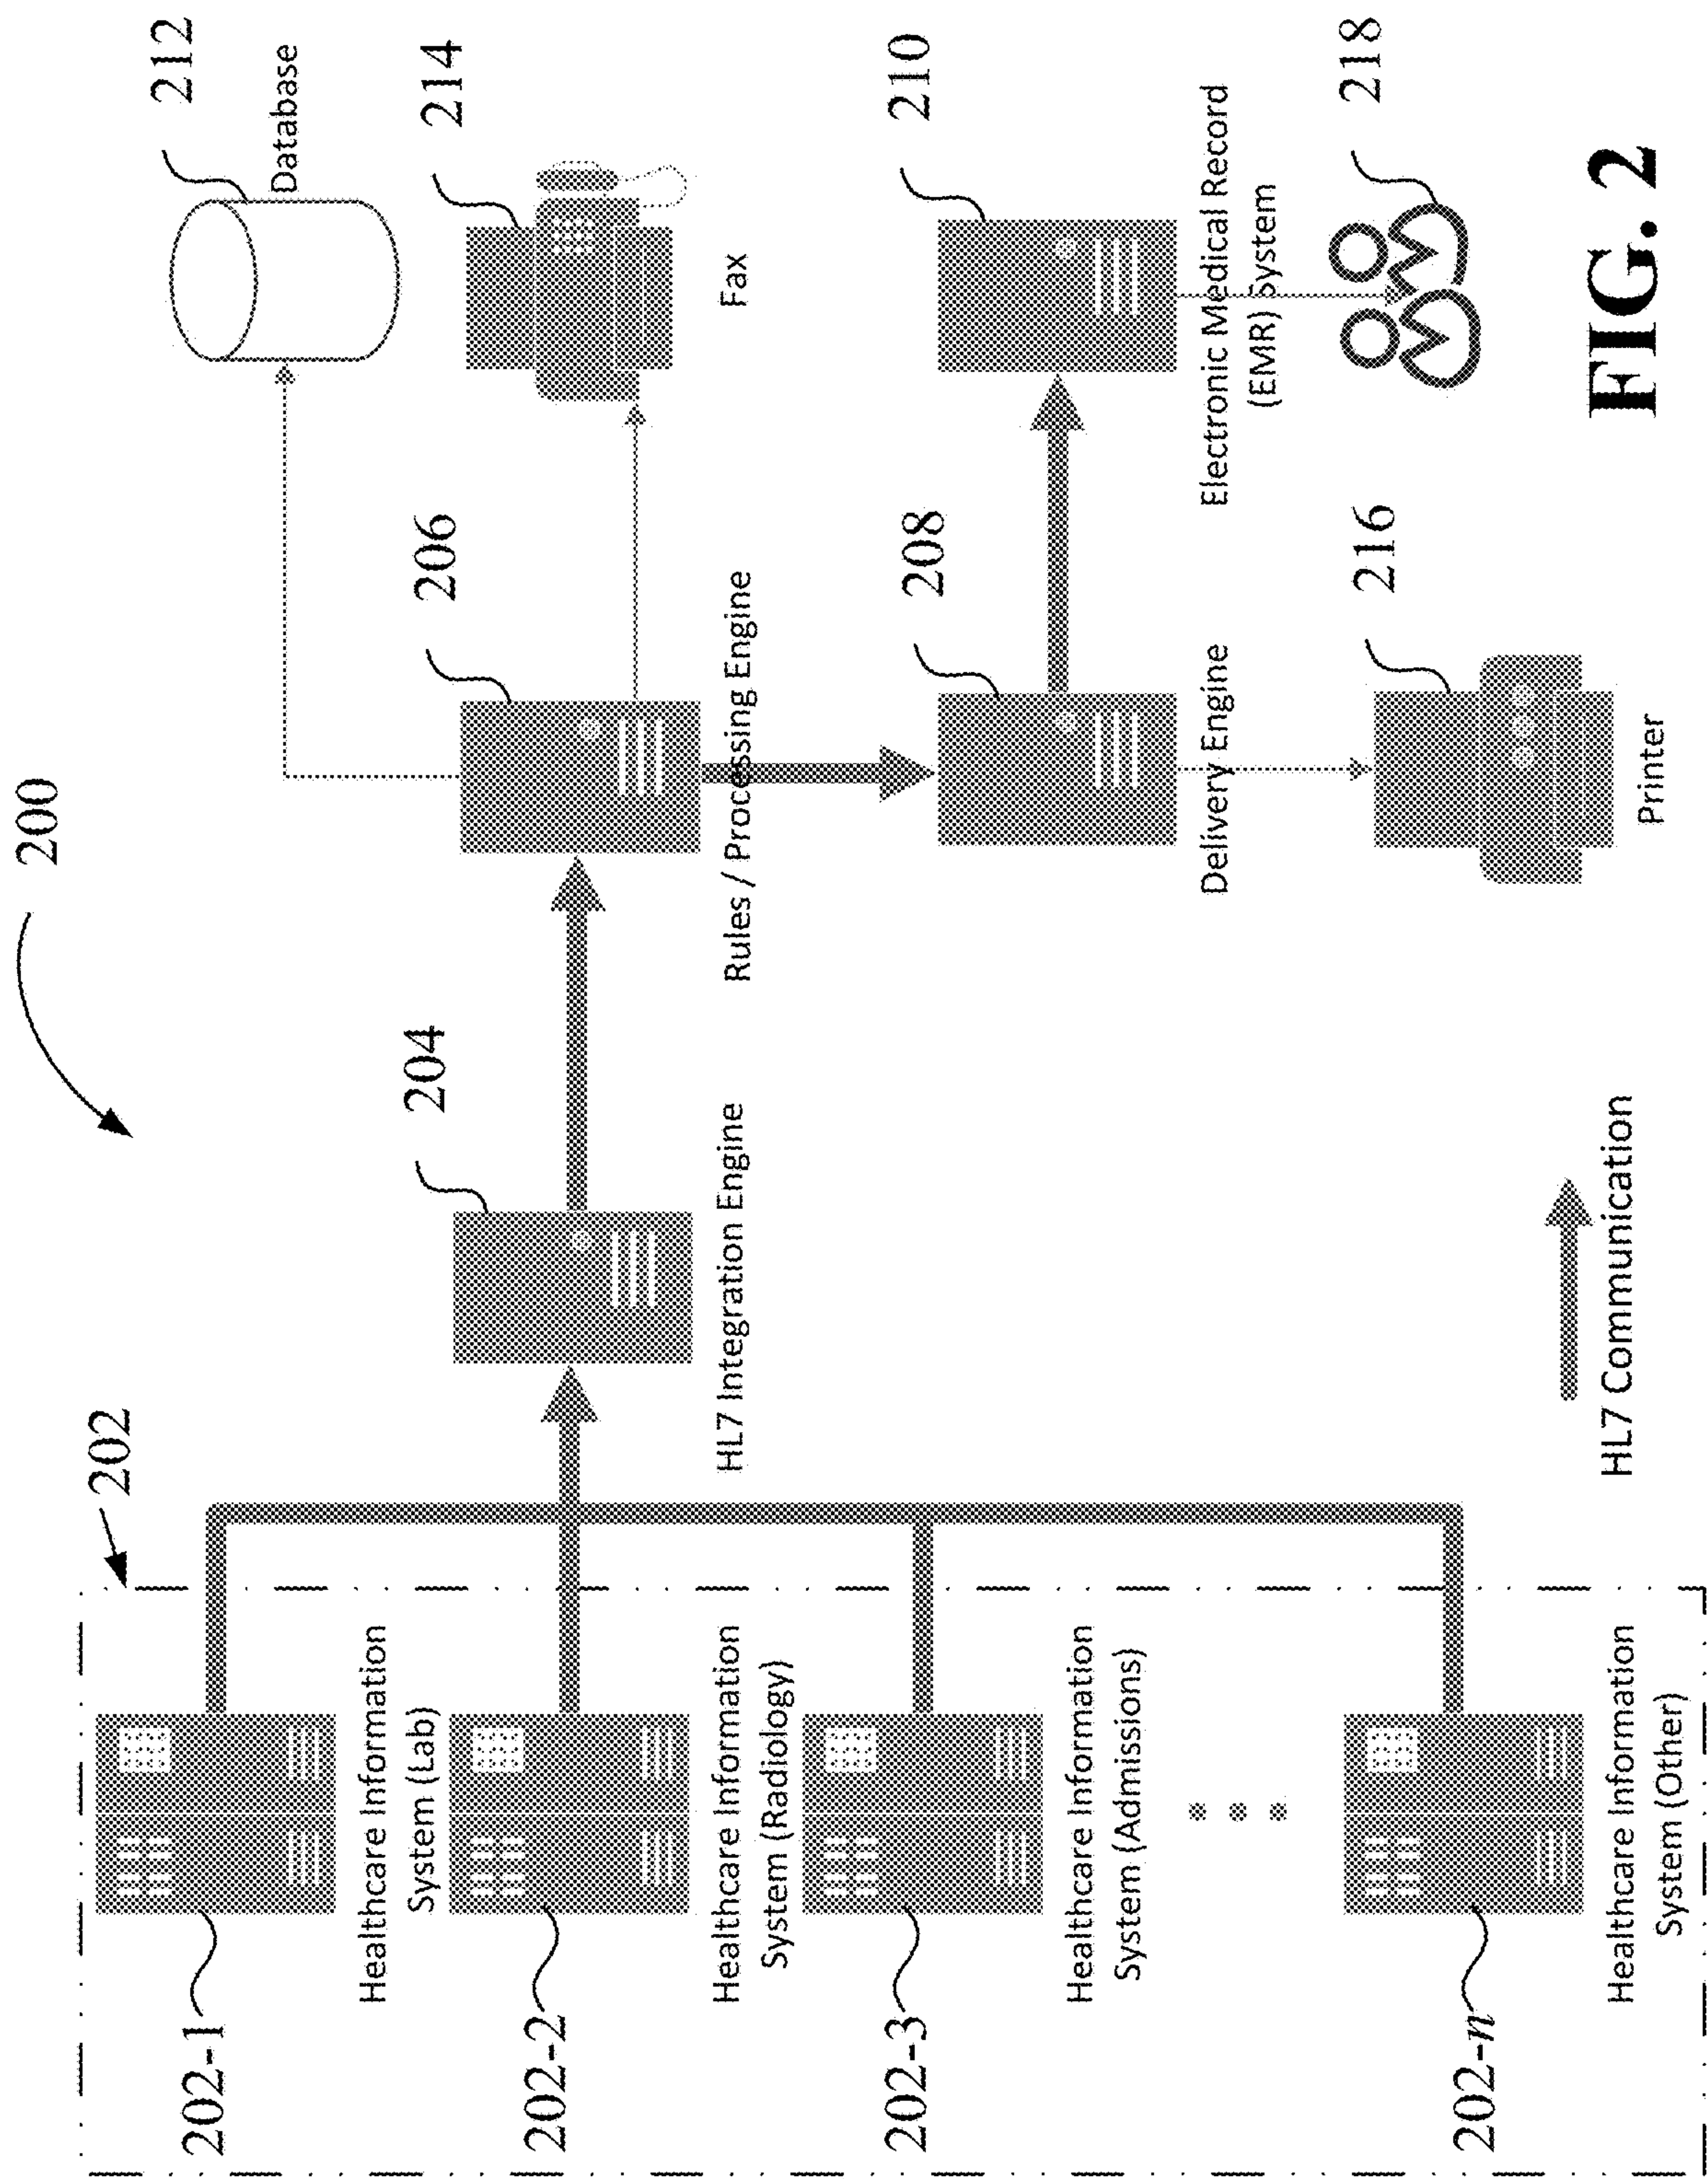 200
202
202-1
Healthcare Information
System (Lab)
202-2
Healthcare Information
System (Radiology)
202-3
Healthcare Information
System (Admissions)
202-n
Healthcare Information
System (Other)
204
HL7 Integration Engine
206
Rules / Processing Engine
212
Database
214
Fax
208
Delivery Engine
210
Electronic Medical Record
(EMR) System
216
Printer
218
HL7 Communication
FIG. 2